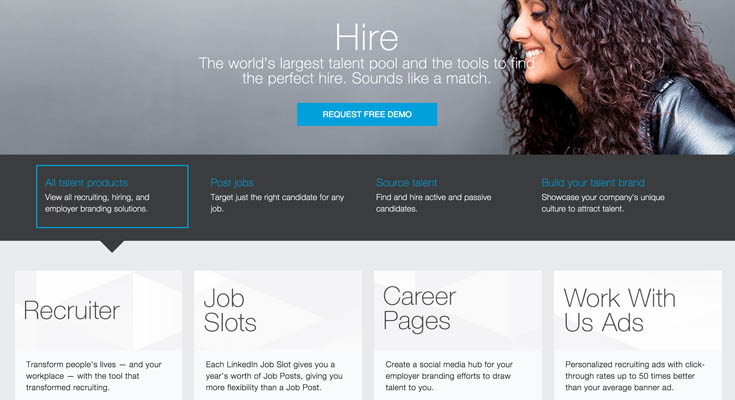 Hire
The world's largest talent pool and the tools to find
the perfect hire. Sounds like a match.
REQUEST FREE DEMO
All talent products
View all recruiting, hiring, and
employer branding solutions.
Post jobs
Target just the right candidate for any
job.
Source talent
Find and hire active and passive
candidates.
Build your talent brand
Showcase your company's unique
culture to attract talent.
Recruiter
Transform people's lives — and your
workplace — with the tool that
transformed recruiting.
Job
Slots
Each LinkedIn Job Slot gives you a
year's worth of Job Posts, giving you
more flexibility than a Job Post.
Career
Pages
Create a social media hub for your
employer branding efforts to draw
talent to you.
Work With
Us Ads
Personalized recruiting ads with click-
through rates up to 50 times better
than your average banner ad.